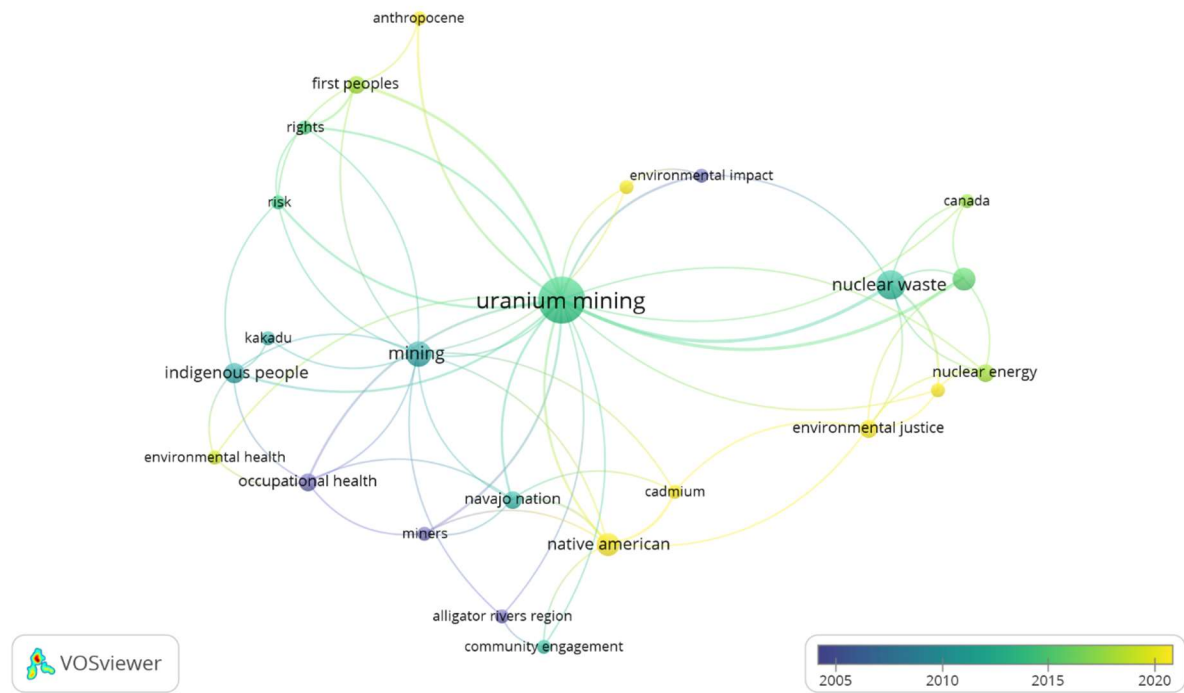 anthropocene
first peoples
rights
environmental impact
risk
canada
nuclear waste
uranium mining
kakadu
mining
indigenous people
nuclear energy
environmental justice
environmental health
occupational health
cadmium
navajo nation
miners
native american
alligator rivers region
community engagement
VOSviewer
2005 2010 2015 2020